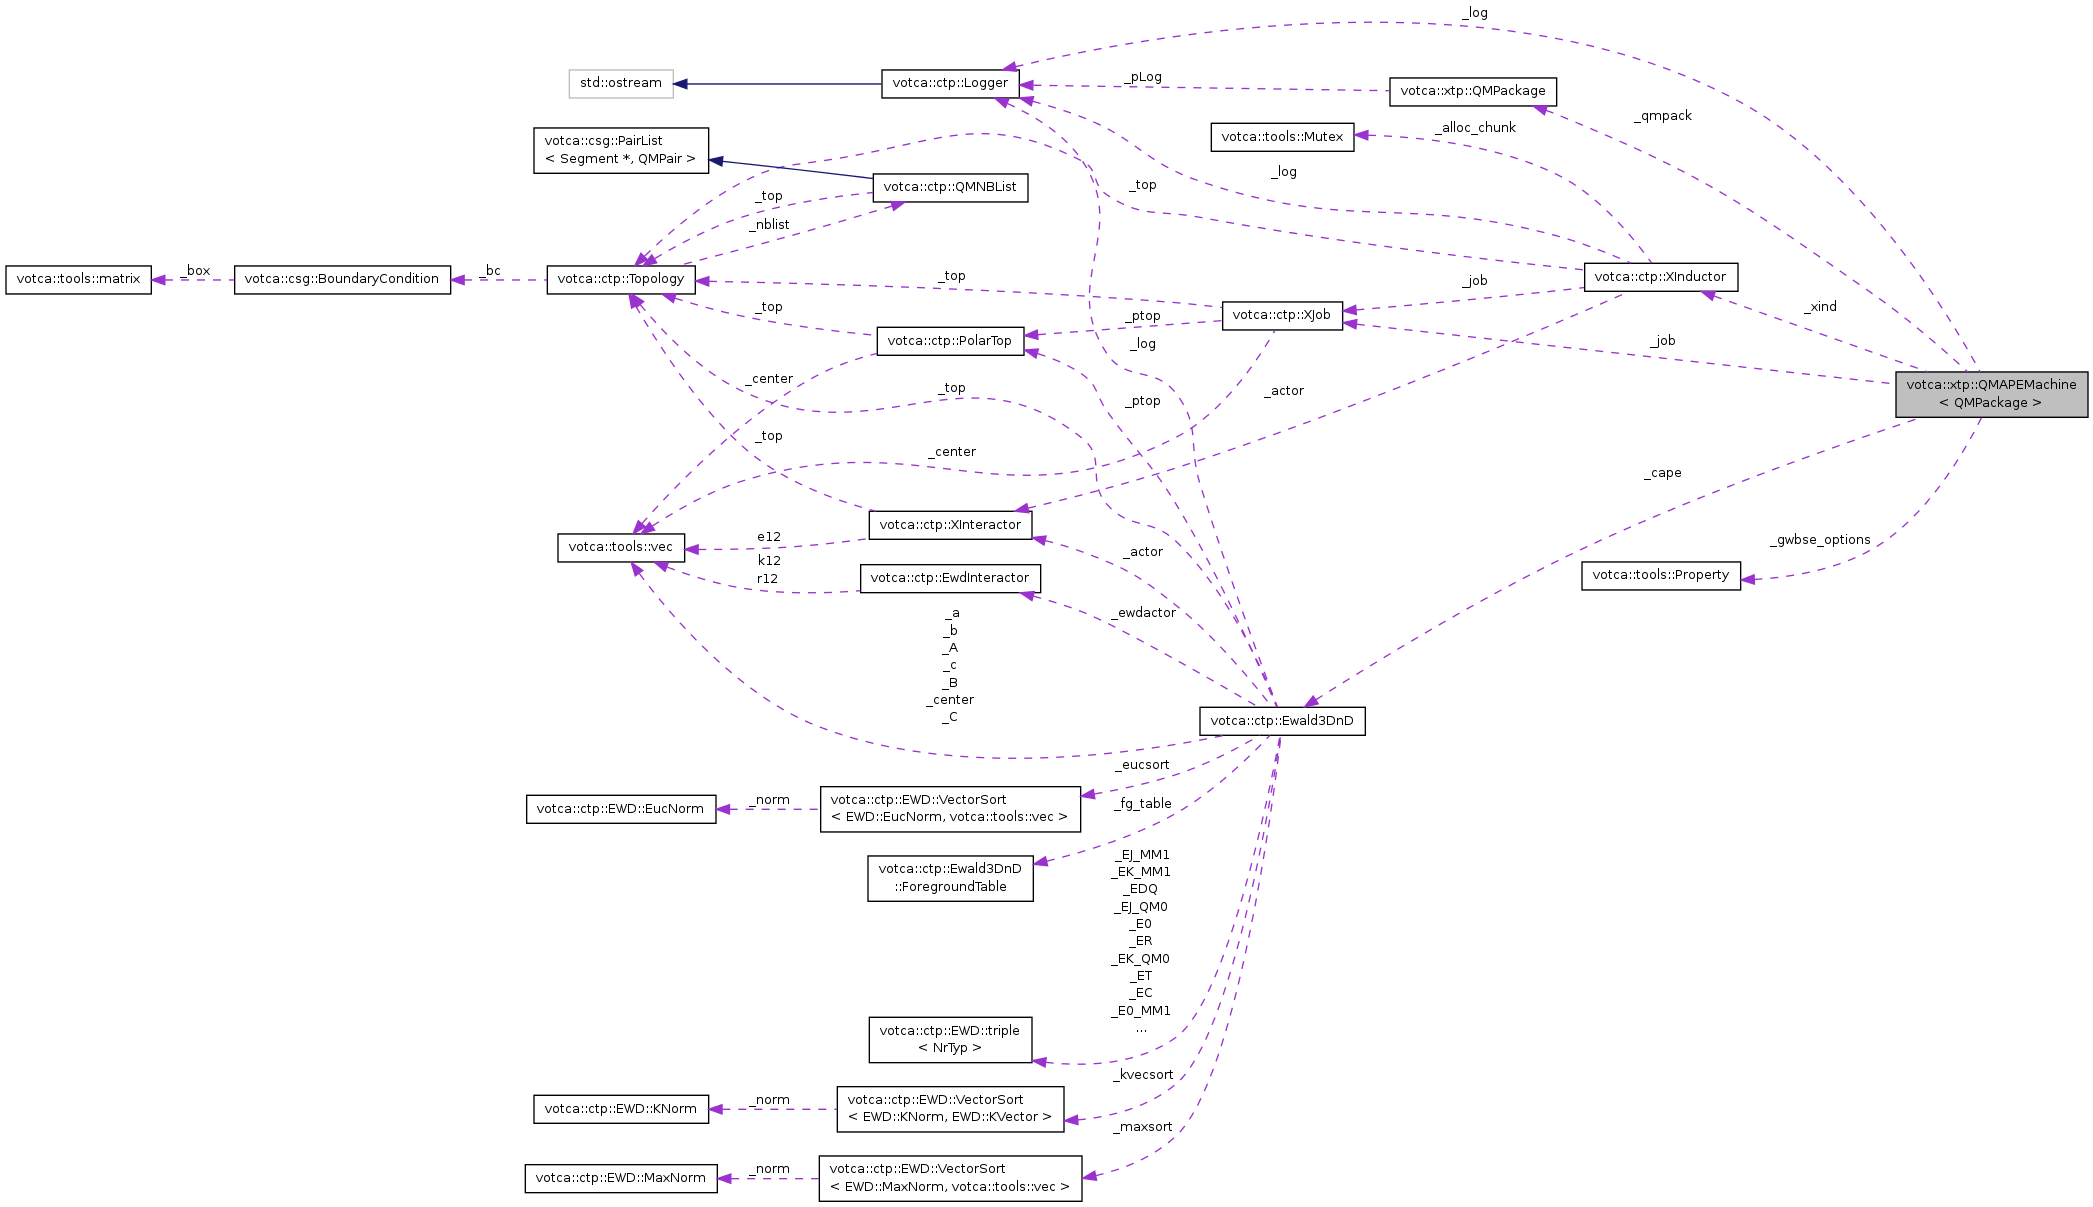 _log
std::ostream
votca::ctp::Logger
_pLog
votca::xtp::QMPackage
_qmpack
votca::csg::PairList
< Segment *, QMPair >
votca::tools::Mutex
_alloc_chunk
votca::ctp::QMNBList
_top
_log
_top
_nblist
votca::tools::matrix
_box
votca::csg::BoundaryCondition
_bc
votca::ctp::Topology
_top
votca::ctp::XInductor
_job
_xind
_top
_ptop
votca::ctp::XJob
votca::ctp::PolarTop
_log
_job
_center
_top
_ptop
_actor
votca::xtp::QMAPEMachine
< QMPackage >
_top
_center
_cape
votca::ctp::XInteractor
votca::tools::vec
e12
_actor
_gwbse_options
k12
r12
votca::ctp::EwdInteractor
votca::tools::Property
_ewdactor
_a
_b
_A
_c
_B
_center
_C
votca::ctp::Ewald3DnD
_eucsort
votca::ctp::EWD::EucNorm
_norm
votca::ctp::EWD::VectorSort
< EWD::EucNorm, votca::tools::vec >
_fg_table
votca::ctp::Ewald3DnD
::ForegroundTable
_EJ_MM1
_EK_MM1
_EDQ
_EJ_QM0
_E0
_ER
_EK_QM0
_ET
_EC
_E0_MM1
...
votca::ctp::EWD::triple
< NrTyp >
_kvecsort
votca::ctp::EWD::KNorm
_norm
votca::ctp::EWD::VectorSort
< EWD::KNorm, EWD::KVector >
_maxsort
votca::ctp::EWD::MaxNorm
_norm
votca::ctp::EWD::VectorSort
< EWD::MaxNorm, votca::tools::vec >